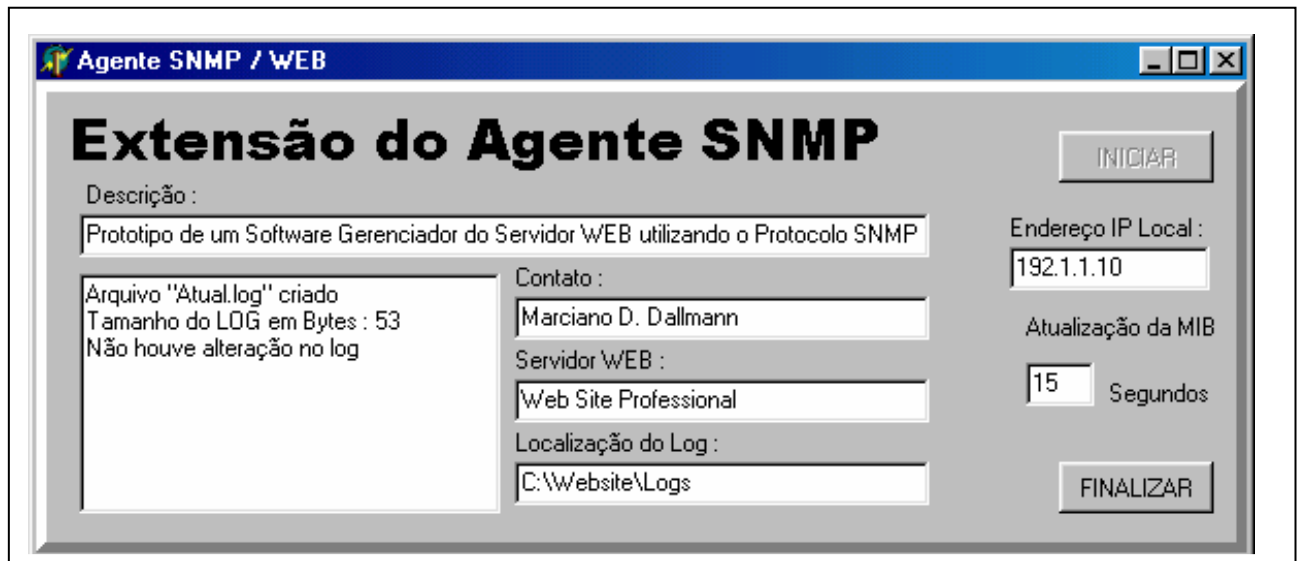 Agente SNMP / WEB
Extensão do Agente SNMP
INICIAR
Descrição :
Prototipo de um Software Gerenciador do Servidor WEB utilizando o Protocolo SNMP
Endereço IP Local :
192.1.1.10
Arquivo "Atual.log" criado
Tamanho do LOG em Bytes : 53
Não houve alteração no log
Contato :
Marciano D. Dallmann
Servidor WEB :
Web Site Professional
Localização do Log :
C:\Website\Logs
Atualização da MIB
15 Segundos
FINALIZAR